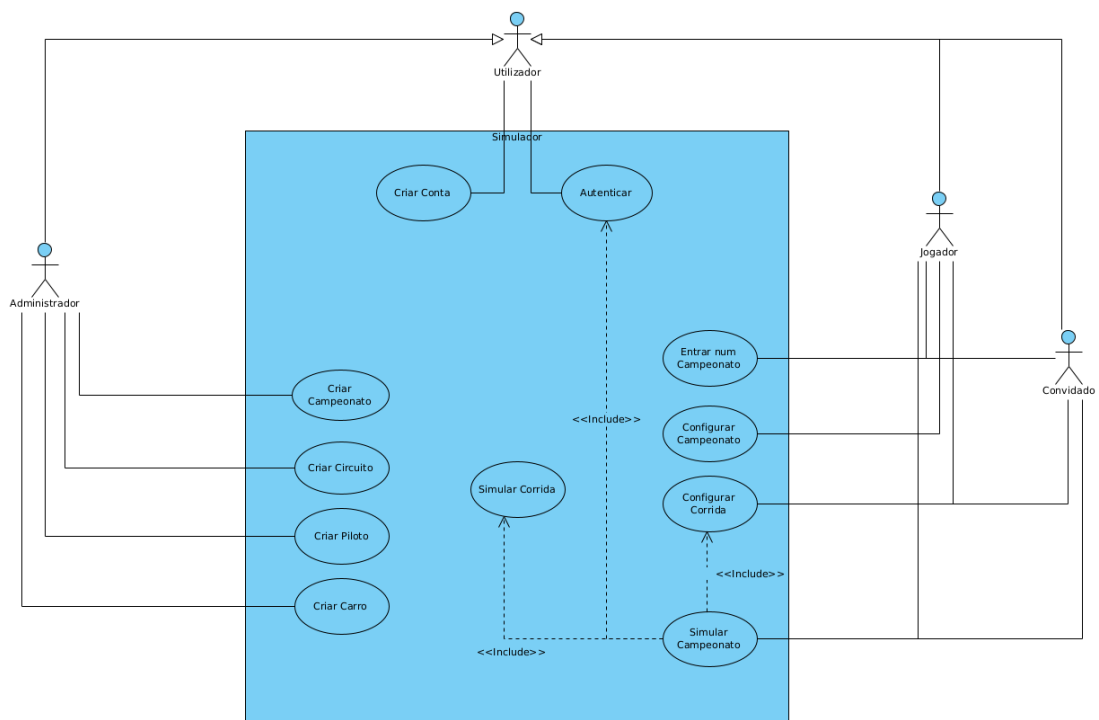 Utilizador
Simulador
Criar Conta
Autenticar
Jogador
Administrador
Entrar num
Campeonato
Convidado
Criar
Campeonato
<<Include>>
Configurar
Campeonato
Criar Circuito
Simular Corrida
Configurar
Corrida
Criar Piloto
<<Include>>
Criar Carro
Simular
Campeonato
<<Include>>